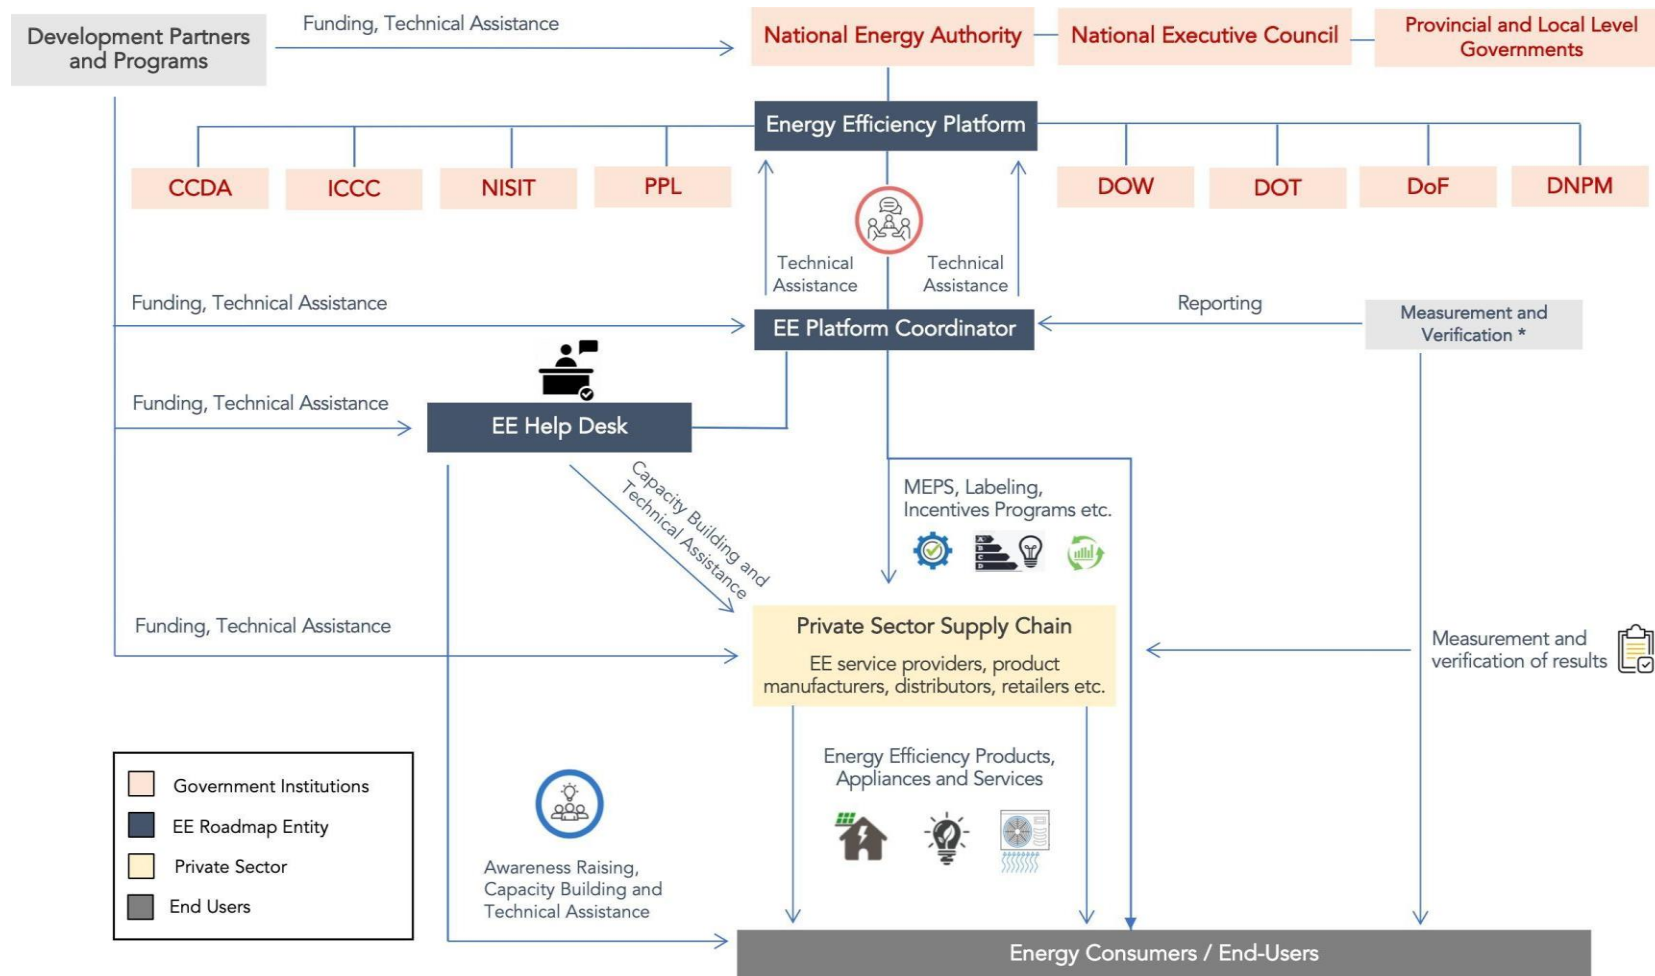 Development Partners
and Programs
Funding, Technical Assistance
National Energy Authority
National Executive Council
Provincial and Local Level
Governments
Energy Efficiency Platform
CCDA
ICCC
NISIT
PPL
DOW
DOT
DoF
DNPM
Technical
Assistance
Technical
Assistance
Funding, Technical Assistance
EE Platform Coordinator
Reporting
Measurement and
Verification *
Funding, Technical Assistance
EE Help Desk
Capacity Building and
Technical Assistance
MEPS, Labeling,
Incentives Programs etc.
A
B
C
D
Funding, Technical Assistance
Private Sector Supply Chain
EE service providers, product
manufacturers, distributors, retailers etc.
Measurement and
verification of results
Energy Efficiency Products,
Appliances and Services
Government Institutions
EE Roadmap Entity
Private Sector
End Users
Awareness Raising,
Capacity Building and
Technical Assistance
Energy Consumers / End-Users